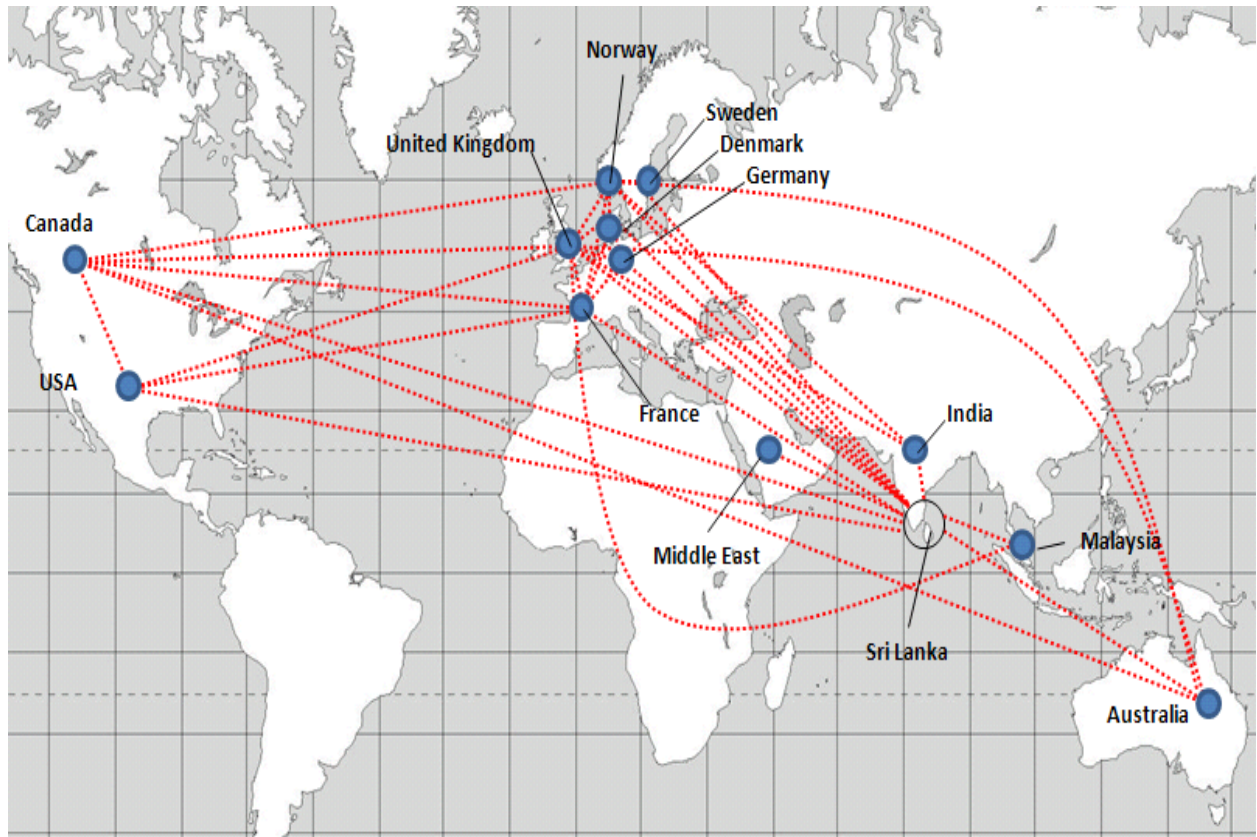 Norway
Sweden
United Kingdom
Denmark
Germany
Canada
USA
France
India
Middle East
Malaysia
Sri Lanka
Australia